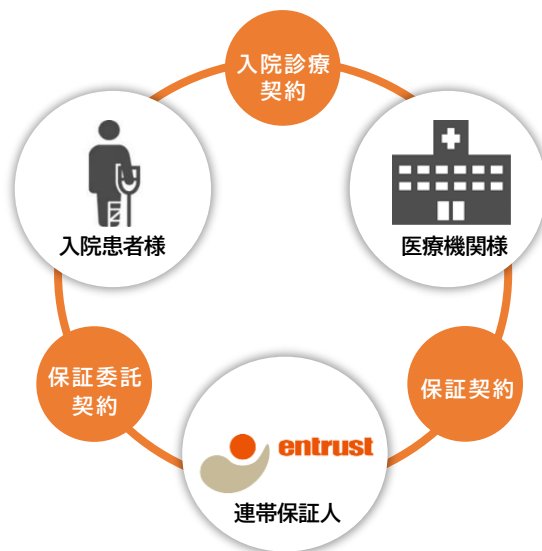 入院診療
契約
入院患者様
医療機関様
保証委託
契約
保証契約
entrust
連帯保証人